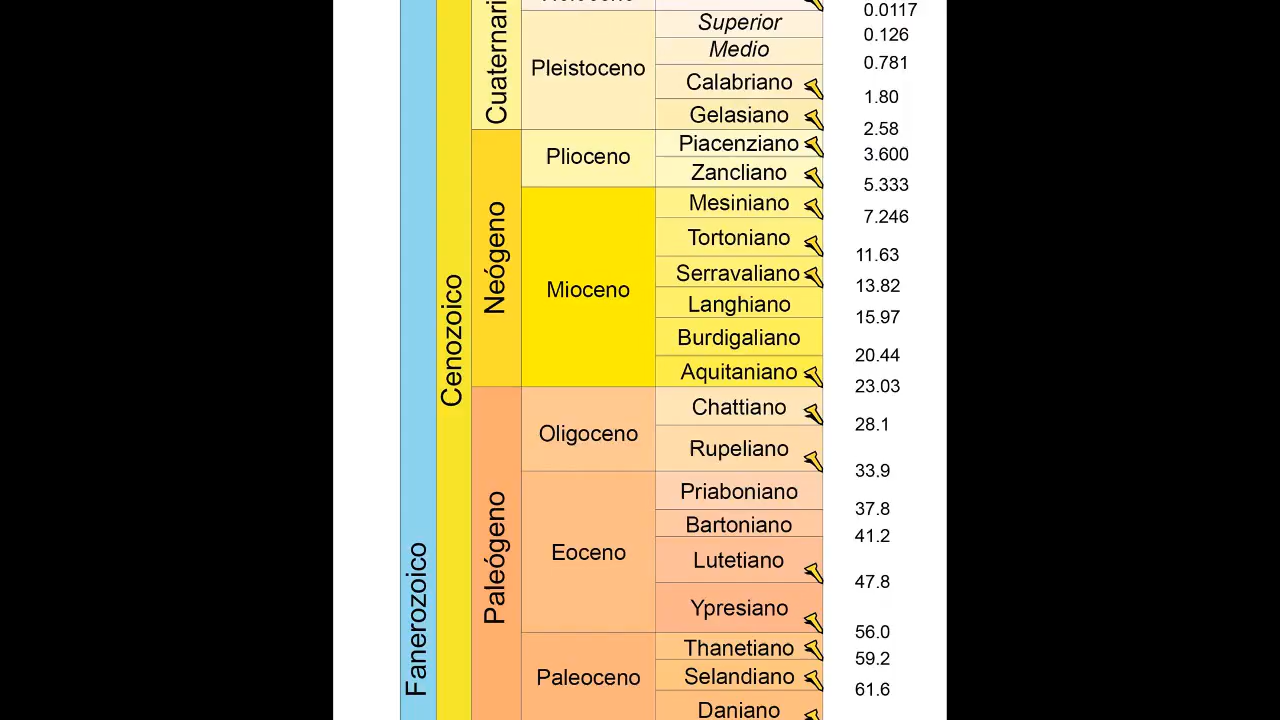 Fanerozoico
Cenozoico
Neógeno
Paleógeno
Pleistoceno
Plioceno
Mioceno
Oligoceno
Eoceno
Paleoceno
Superior
Medio
Calabriano
Gelasiano
Piacenziano
Zancliano
Mesiniano
Tortoniano
Serravaliano
Langhiano
Burdigaliano
Aquitaniano
Chattiano
Rupeliano
Priaboniano
Bartoniano
Lutetiano
Ypresiano
Thanetiano
Selandiano
Daniano
0.0117
0.126
0.781
1.80
2.58
3.600
5.333
7.246
11.63
13.82
15.97
20.44
23.03
28.1
33.9
37.8
41.2
47.8
56.0
59.2
61.6